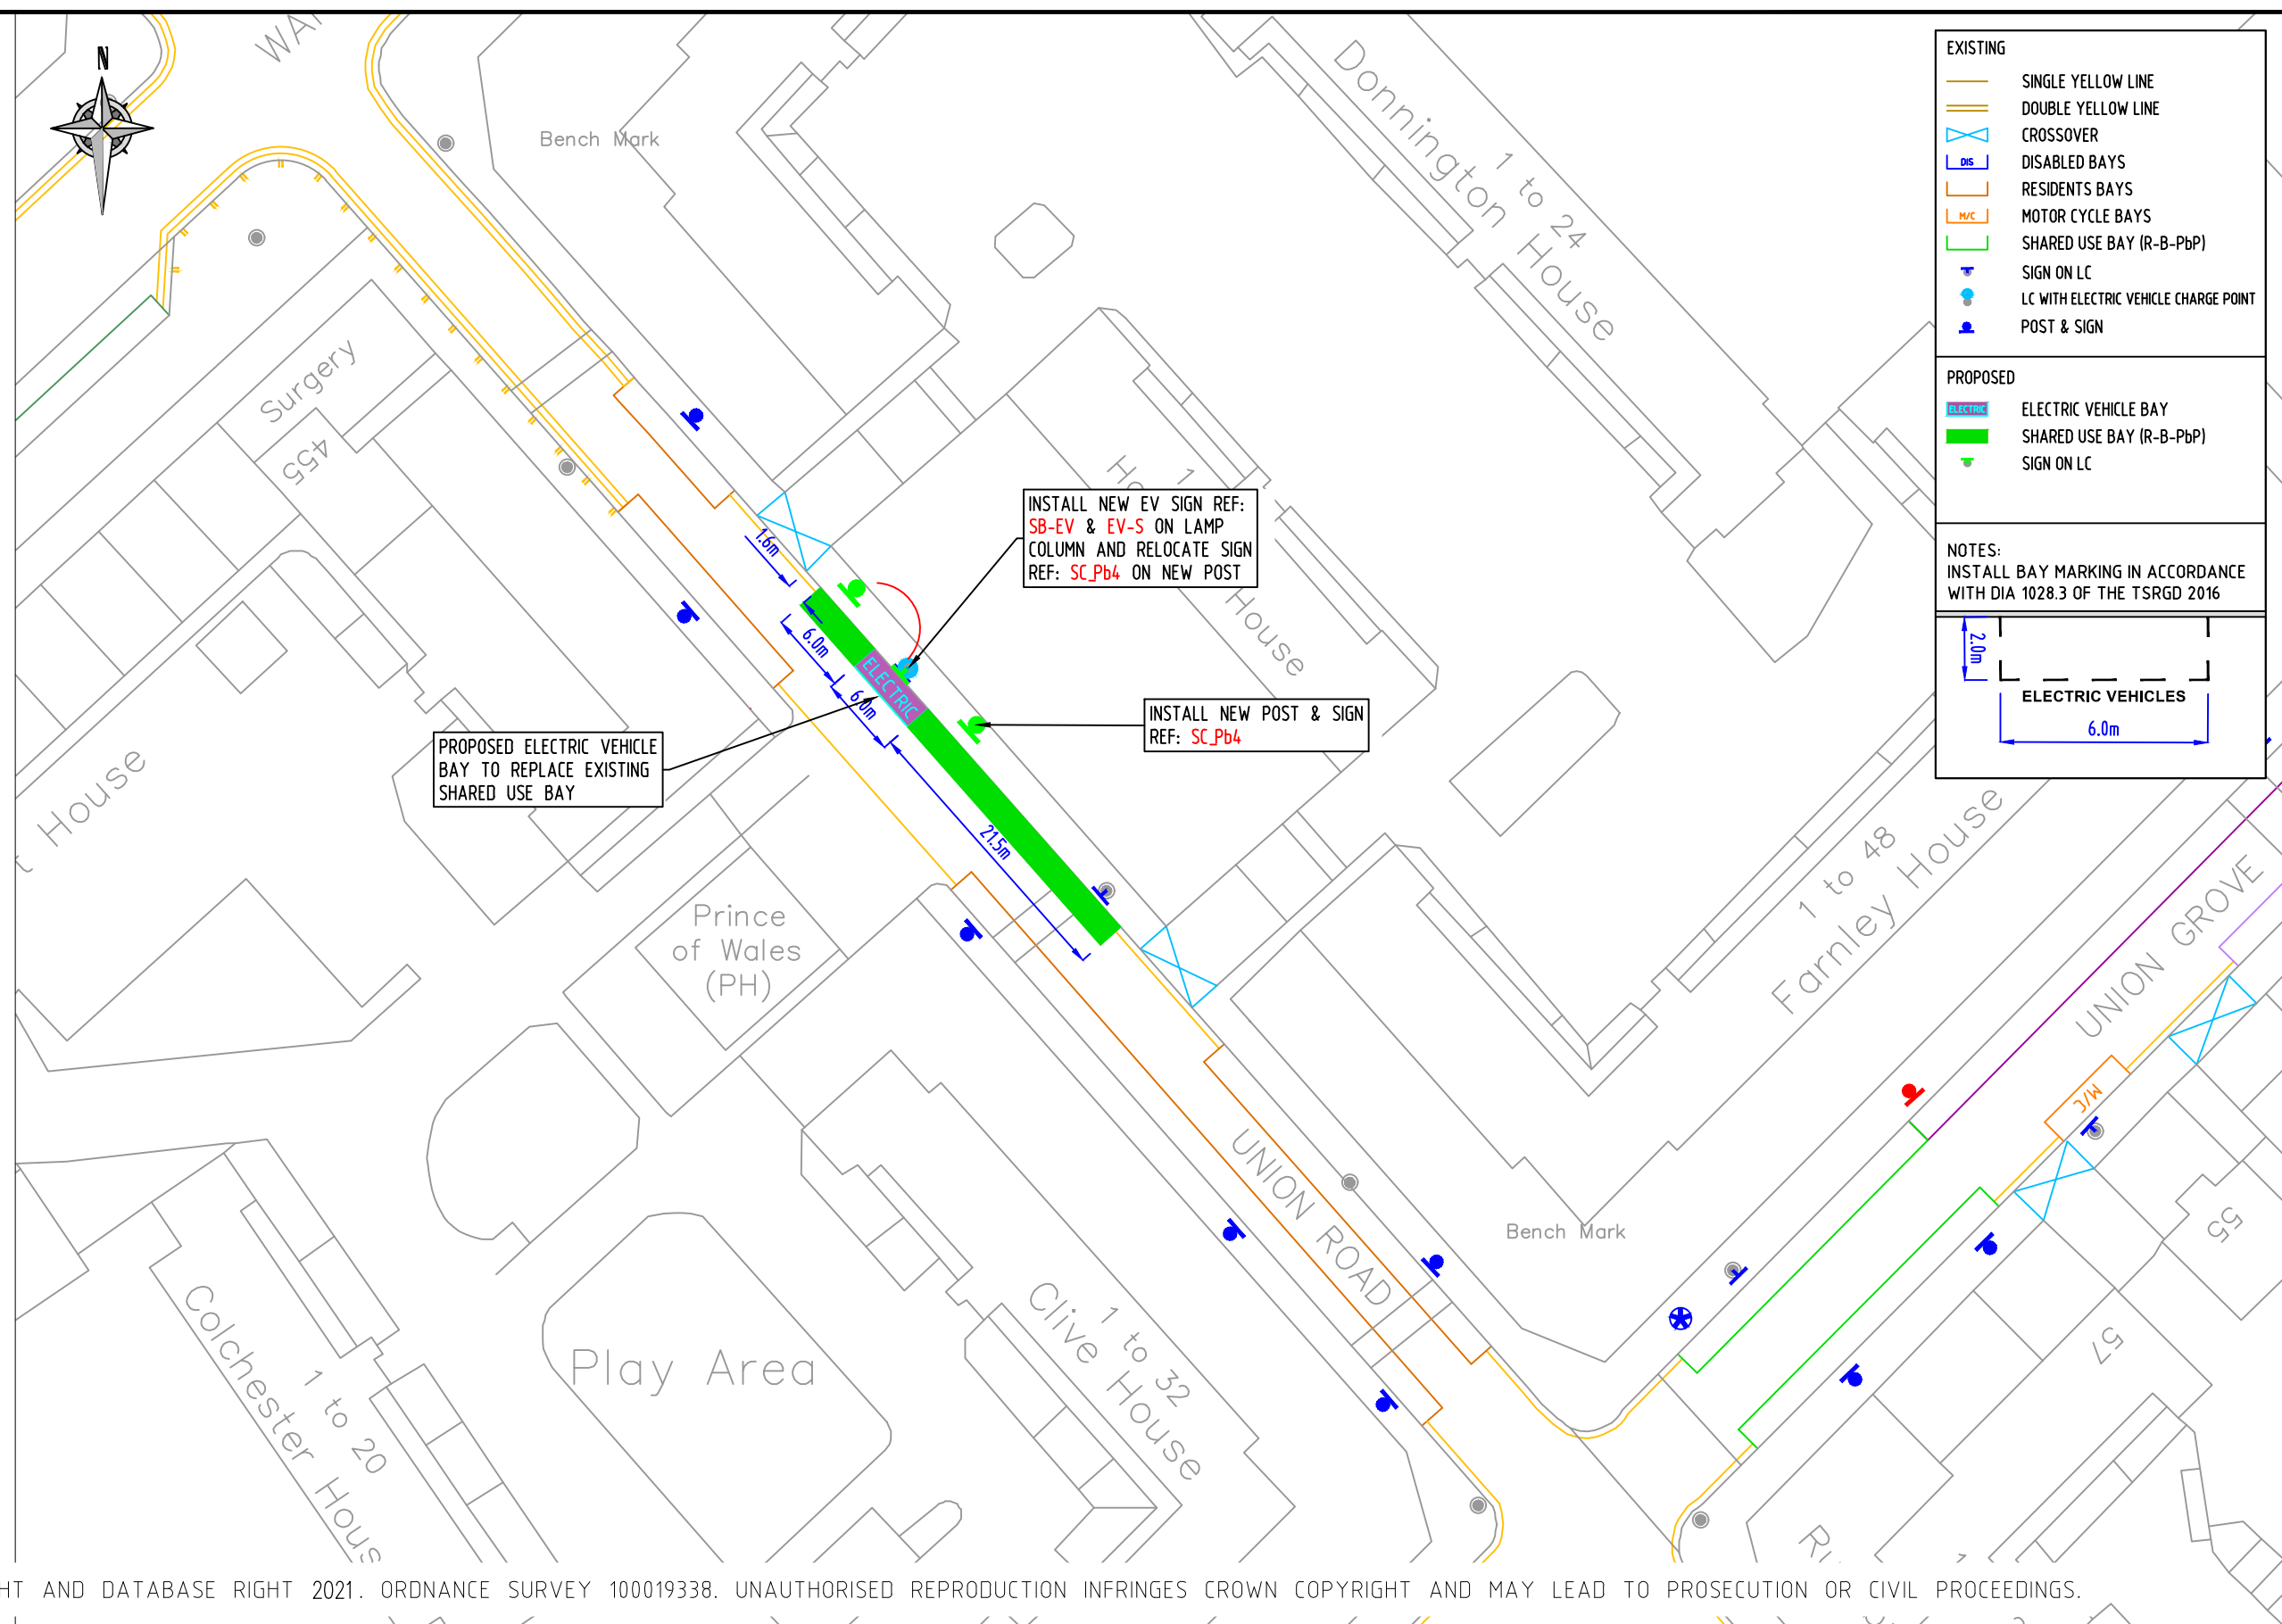 WA
N
Bench Mark
Donnington House
1 to 24
Surgery
455
1
Ho
House
INSTALL NEW EV SIGN REF:
SB-EV & EV-S ON LAMP
COLUMN AND RELOCATE SIGN
REF: SC_Pb4 ON NEW POST
1.6m
6.0m
6.0m
21.5m
ELECTRIC
INSTALL NEW POST & SIGN
REF: SC_Pb4
PROPOSED ELECTRIC VEHICLE
BAY TO REPLACE EXISTING
SHARED USE BAY
t House
Prince
of Wales
(PH)
1 to 48
Farnley House
UNION GROVE
UNION ROAD
M/C
Bench Mark
55
57
Play Area
1 to 32
Clive House
1 to 20
Colchester Hous
EXISTING
SINGLE YELLOW LINE
DOUBLE YELLOW LINE
CROSSOVER
DIS DISABLED BAYS
RESIDENTS BAYS
M/C MOTOR CYCLE BAYS
SHARED USE BAY (R-B-PbP)
SIGN ON LC
LC WITH ELECTRIC VEHICLE CHARGE POINT
POST & SIGN
PROPOSED
ELECTRIC ELECTRIC VEHICLE BAY
SHARED USE BAY (R-B-PbP)
SIGN ON LC
NOTES:
INSTALL BAY MARKING IN ACCORDANCE
WITH DIA 1028.3 OF THE TSRGD 2016
2.0m
ELECTRIC VEHICLES
6.0m
HT AND DATABASE RIGHT 2021. ORDNANCE SURVEY 100019338. UNAUTHORISED REPRODUCTION INFRINGES CROWN COPYRIGHT AND MAY LEAD TO PROSECUTION OR CIVIL PROCEEDINGS.